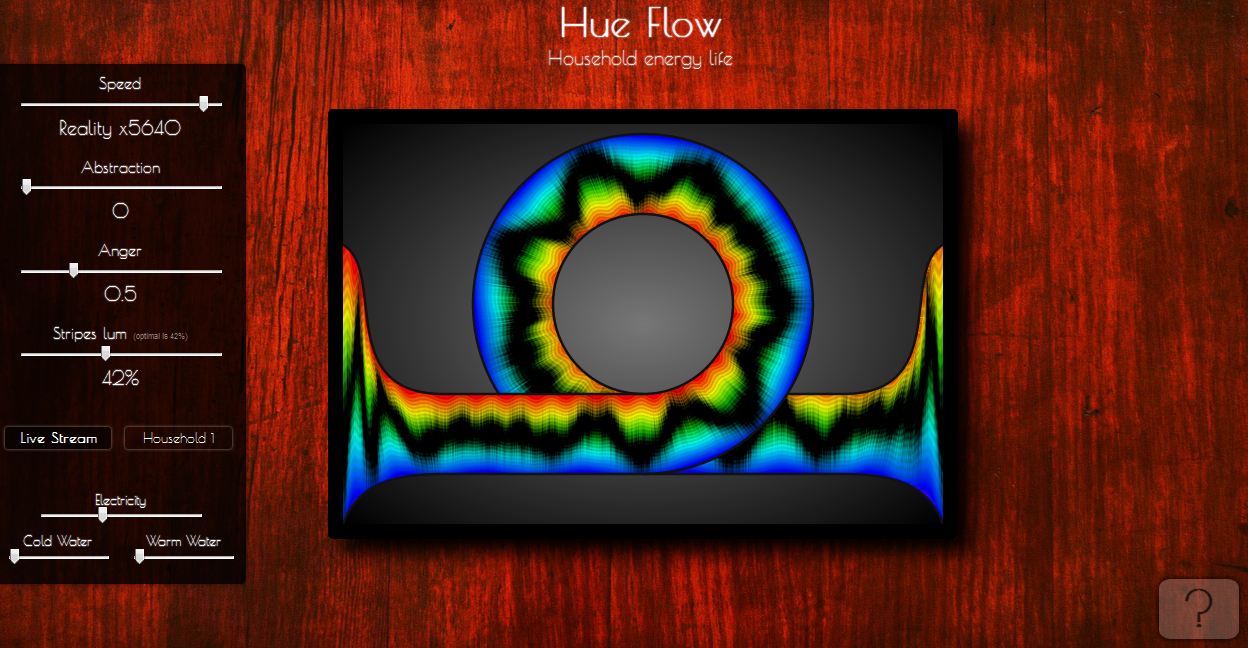 Hue Flow
Household energy life
Speed
Reality x5640
Abstraction
0
Anger
0.5
Stripes lum (optimal is 42%)
42%
Live Stream
Household 1
Electricity
Cold Water
Warm Water
?